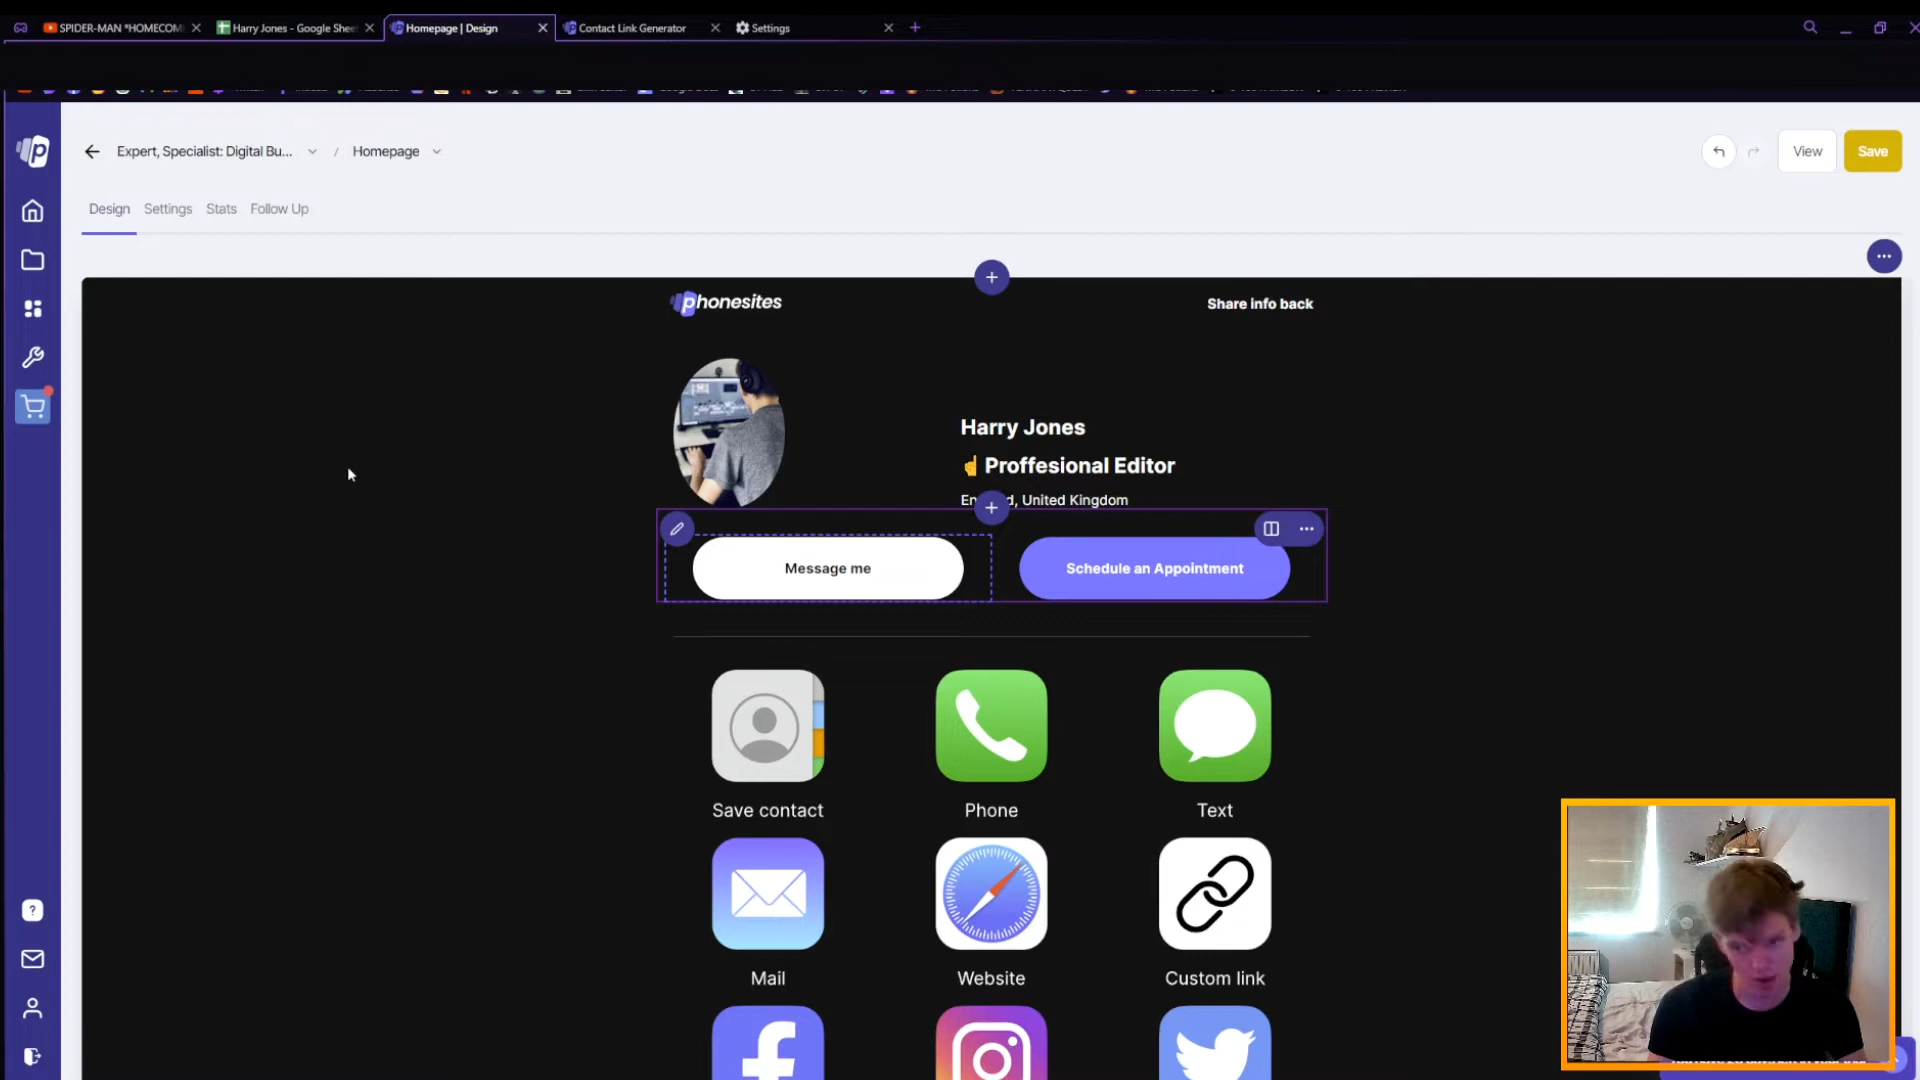 SPIDER-MAN *HOMECOM
Harry Jones - Google Shee
Homepage | Design
Contact Link Generator
Settings
Expert, Specialist: Digital Bu... / Homepage
View
Save
Design
Settings
Stats
Follow Up
phonesites
Share info back
Harry Jones
☝️Proffesional Editor
United Kingdom
Message me
Schedule an Appointment
Save contact
Phone
Text
Mail
Website
Custom link